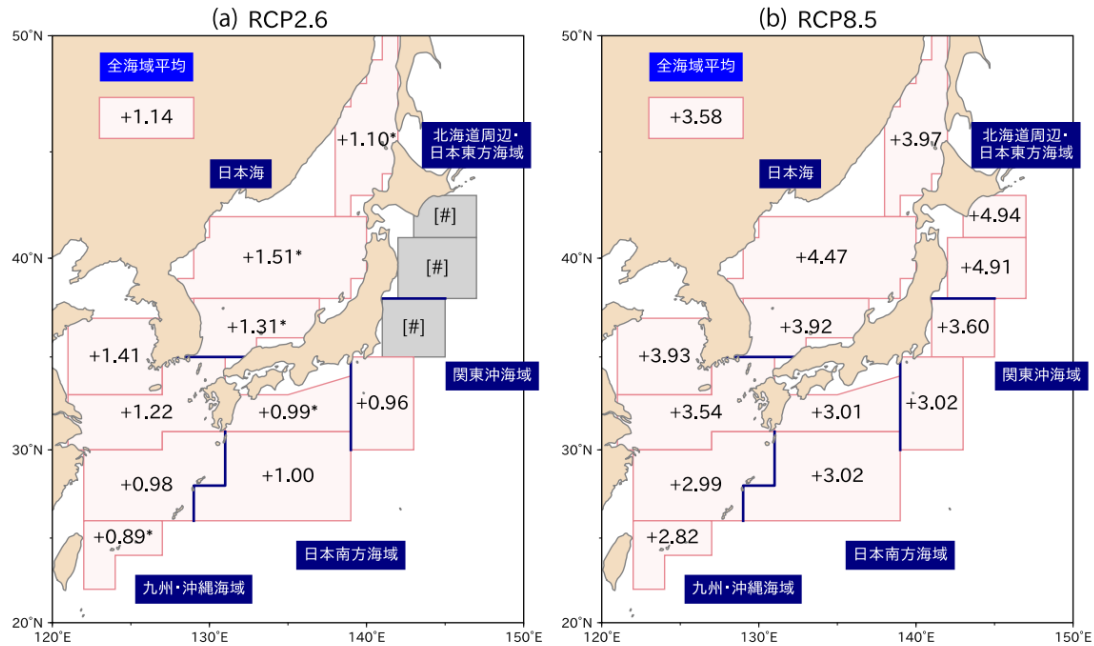 (a) RCP2.6
50°N
40°N
30°N
20°N
120°E
130°E
140°E
150°E
全海域平均
+1.14
北海道周辺・
日本東方海域
日本海
+1.10*
[#]
+1.51*
[#]
+1.31*
[#]
+1.41
関東沖海域
+1.22
+0.99*
+0.96
+0.98
+1.00
+0.89*
日本南方海域
九州・沖縄海域
(b) RCP8.5
50°N
40°N
30°N
20°N
120°E
130°E
140°E
150°E
全海域平均
+3.58
北海道周辺・
日本東方海域
日本海
+3.97
+4.94
+4.47
+4.91
+3.92
+3.60
+3.93
関東沖海域
+3.54
+3.01
+3.02
+2.99
+3.02
+2.82
日本南方海域
九州・沖縄海域